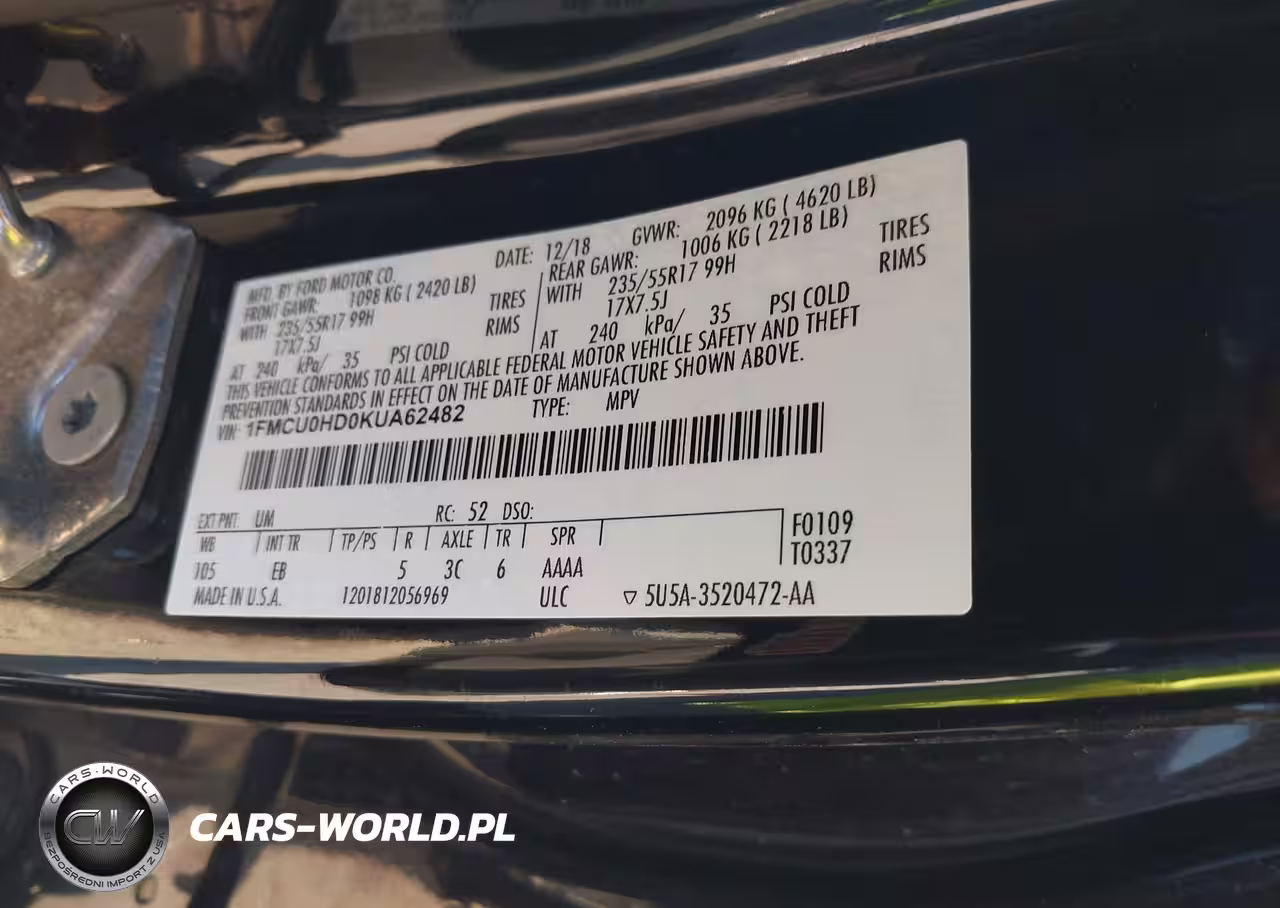 MFD. BY FORD MOTOR CO.
DATE: 12/18 GVWR: 2096 KG ( 4620 LB)
FRONT GAWR: 1098 KG ( 2420 LB)
WITH 235/55R17 99H TIRES
17X7.5J RIMS
AT 240 kPa/ 35 PSI COLD
REAR GAWR: 1006 KG ( 2218 LB)
WITH 235/55R17 99H TIRES
17X7.5J RIMS
AT 240 kPa/ 35 PSI COLD
THIS VEHICLE CONFORMS TO ALL APPLICABLE FEDERAL MOTOR VEHICLE SAFETY AND THEFT
PREVENTION STANDARDS IN EFFECT ON THE DATE OF MANUFACTURE SHOWN ABOVE.
VIN: 1FMCU0HD0KUA62482 TYPE: MPV
EXT PNT: UM RC: 52 DSO:
WB INT TR TP/PS R AXLE TR SPR
105 EB 5 3C 6 AAAA
F0109
T0337
MADE IN U.S.A. 1201812056969 ULC ▽ 5U5A-3520472-AA
CARS-WORLD
CW
BEZPOŚREDNI IMPORT Z USA
CARS-WORLD.PL